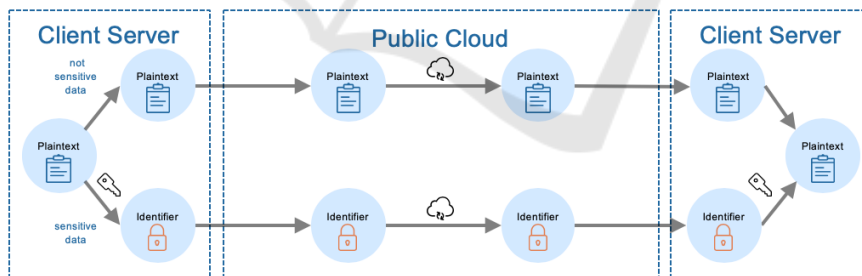 Client Server
Public Cloud
Client Server
not
sensitive
data
Plaintext
Plaintext
Plaintext
Plaintext
Plaintext
Plaintext
sensitive
data
Identifier
Identifier
Identifier
Identifier